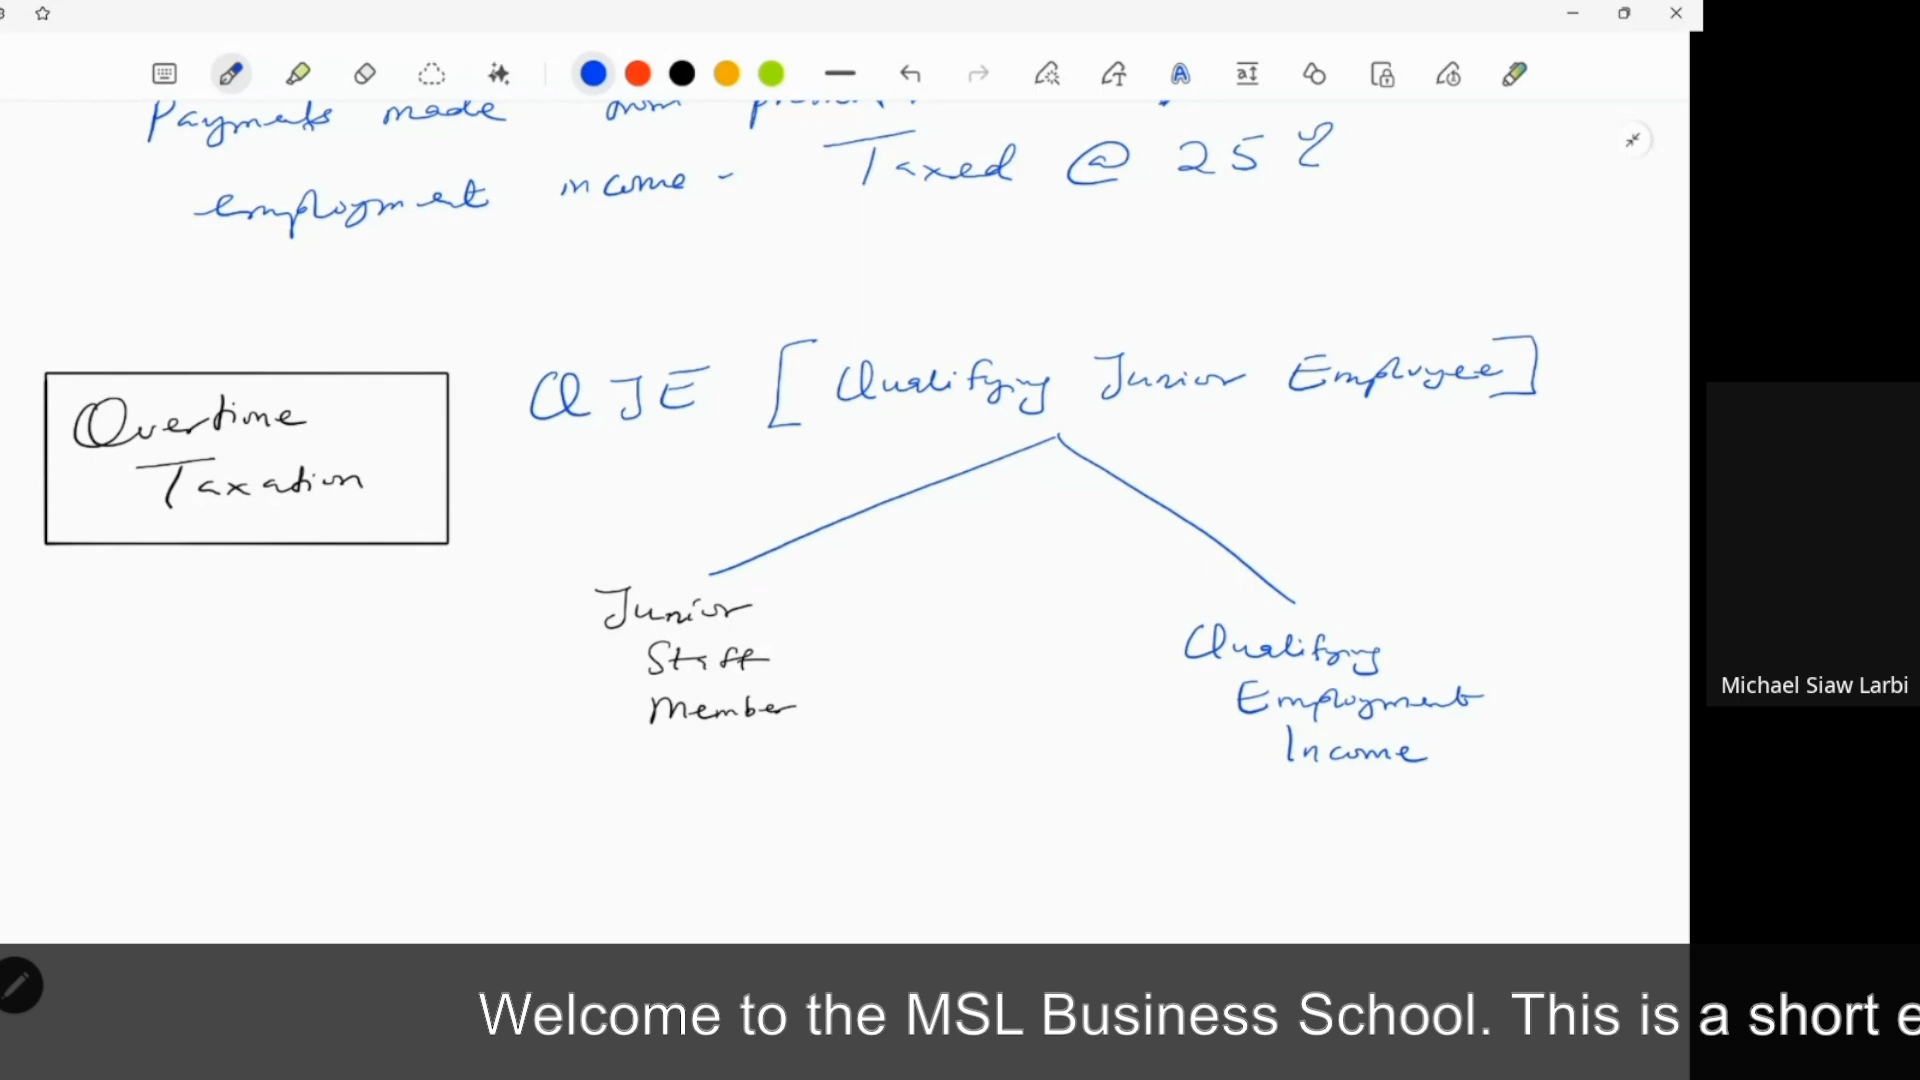 Payments made
employment income - Taxed @ 25%
QJE [Qualifying Junior Employee]
Overtime
Taxation
Junior
Staff
Member
Qualifying
Employment
Income
Michael Siaw Larbi
Welcome to the MSL Business School. This is a short e